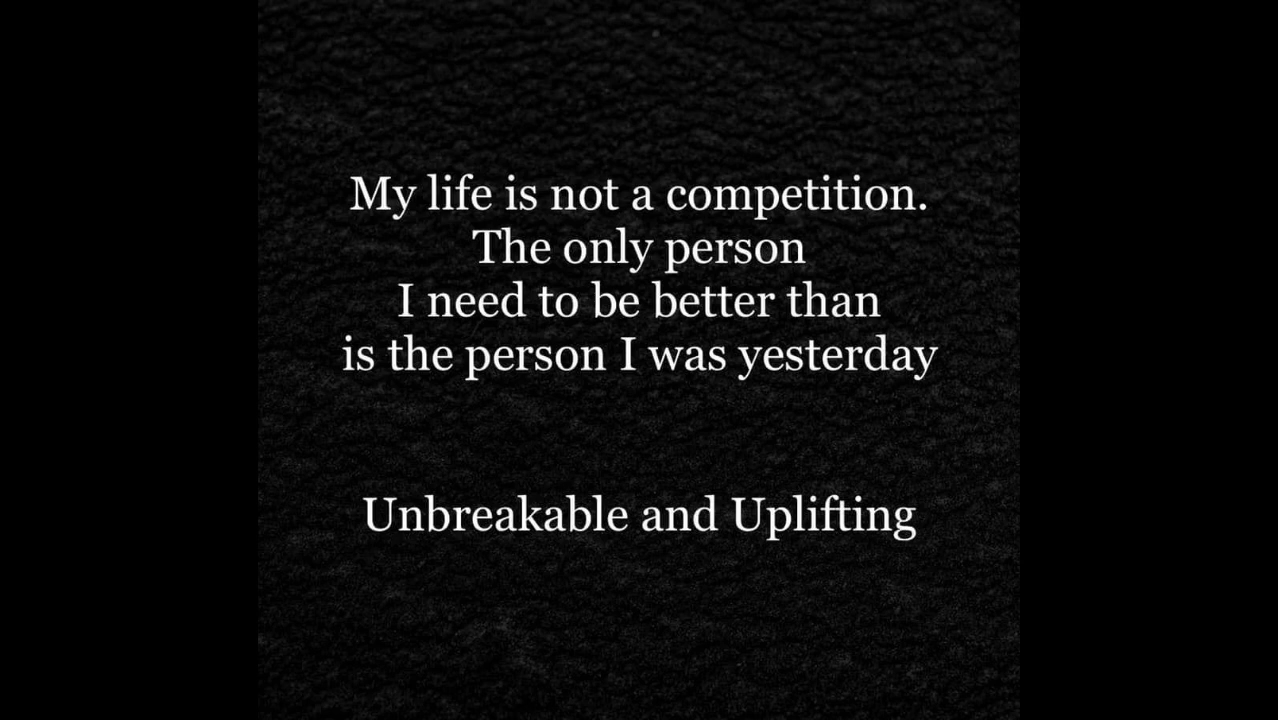 My life is not a competition.
The only person
I need to be better than
is the person I was yesterday
Unbreakable and Uplifting